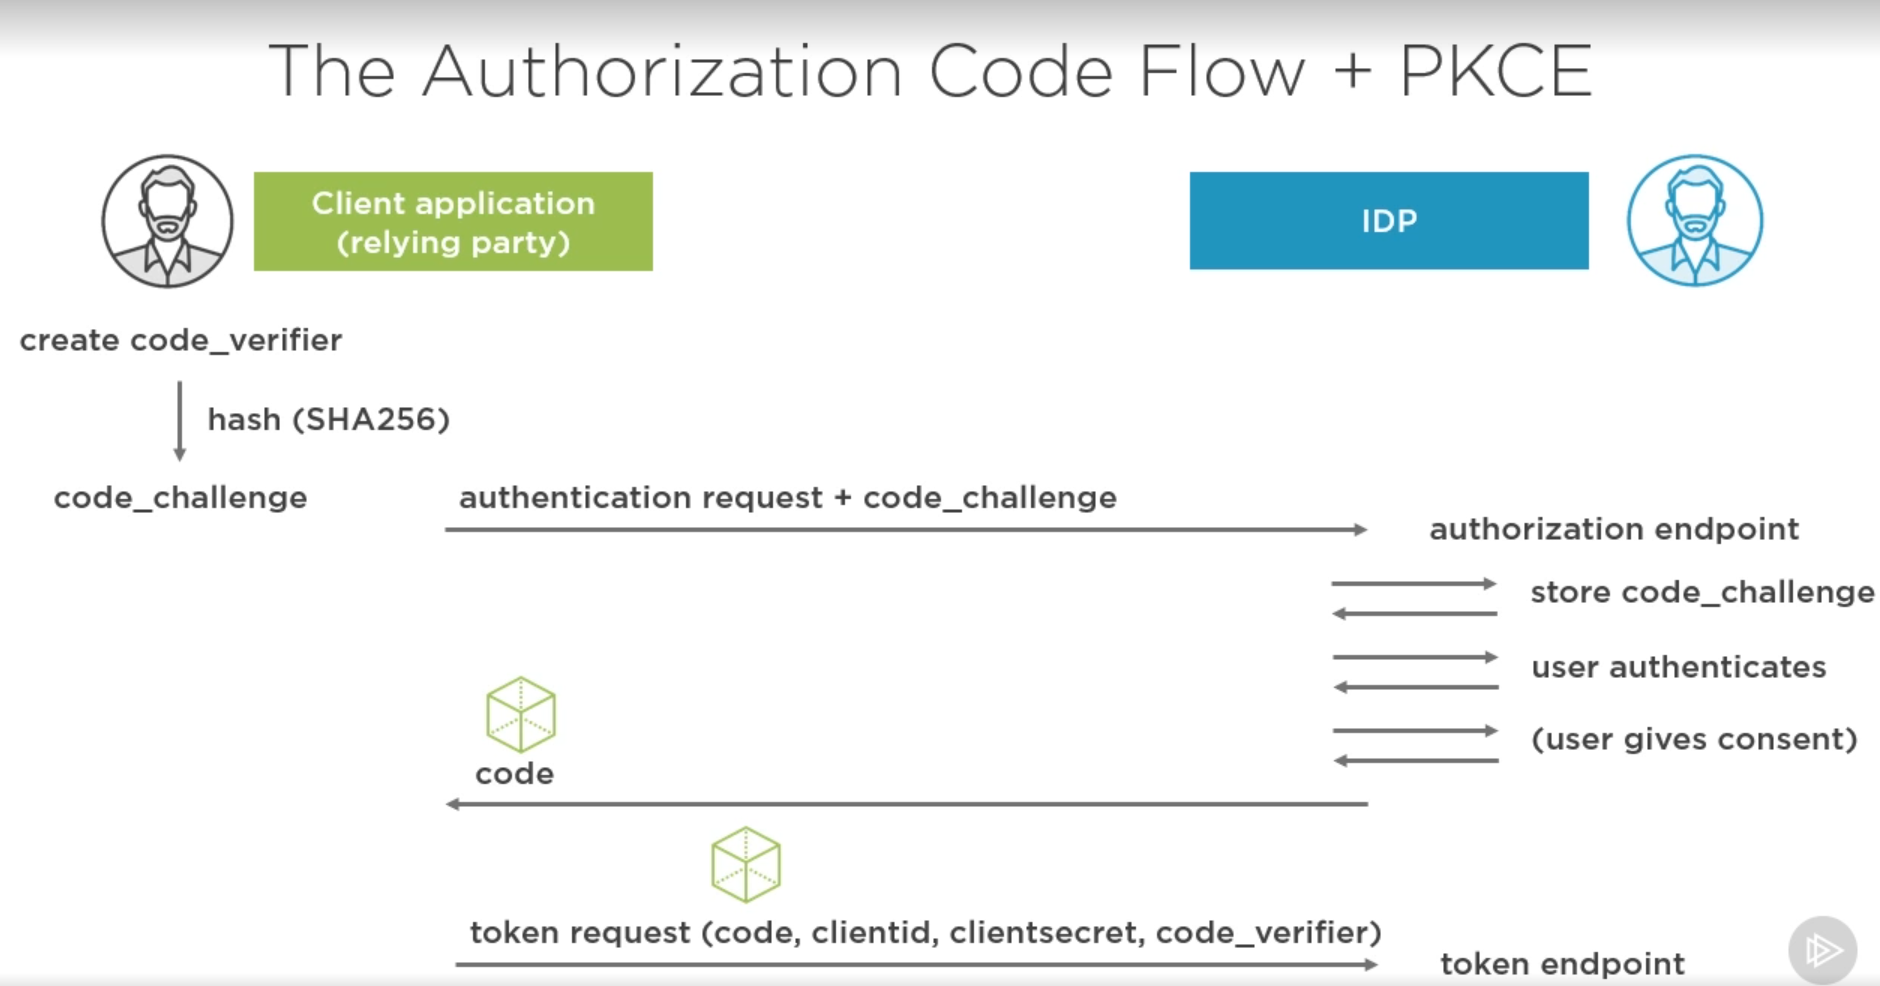 The Authorization Code Flow + PKCE
Client application
(relying party)
IDP
create code_verifier
hash (SHA256)
code_challenge
authentication request + code_challenge
authorization endpoint
store code_challenge
user authenticates
(user gives consent)
code
token request (code, clientid, clientsecret, code_verifier)
token endpoint